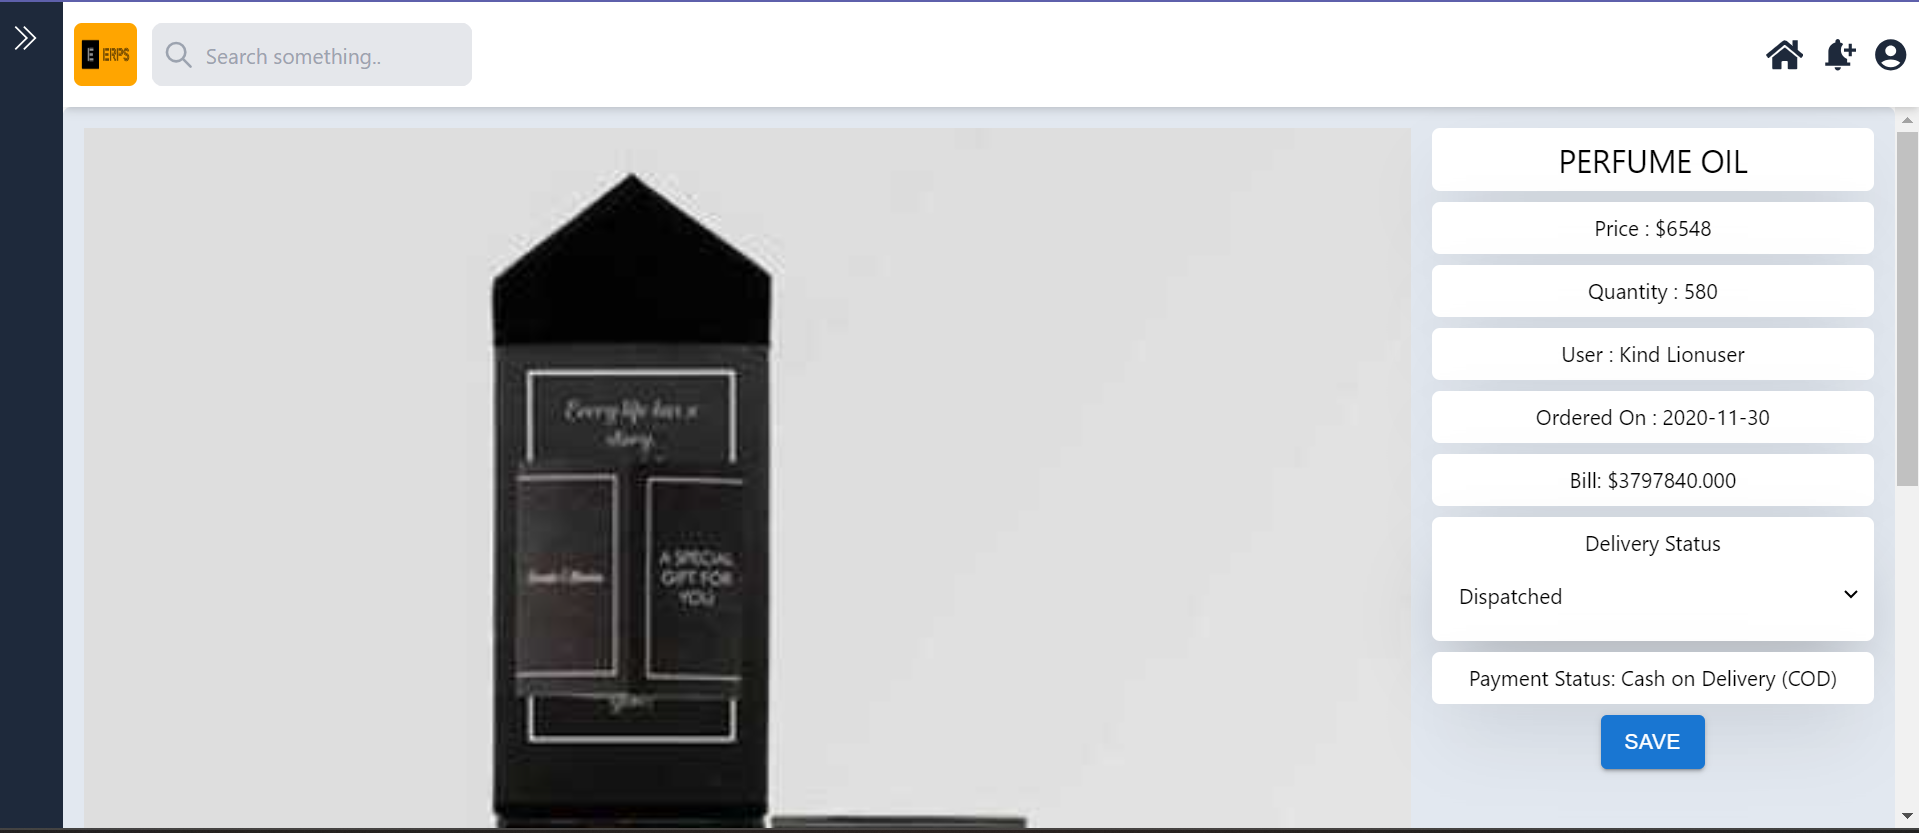 E ERPS
Search something..
PERFUME OIL
Price : $6548
Quantity : 580
User : Kind Lionuser
Ordered On : 2020-11-30
Bill: $3797840.000
Delivery Status
Dispatched
Payment Status: Cash on Delivery (COD)
SAVE
Every life has a
story.
A SPECIAL
GIFT FOR
YOU